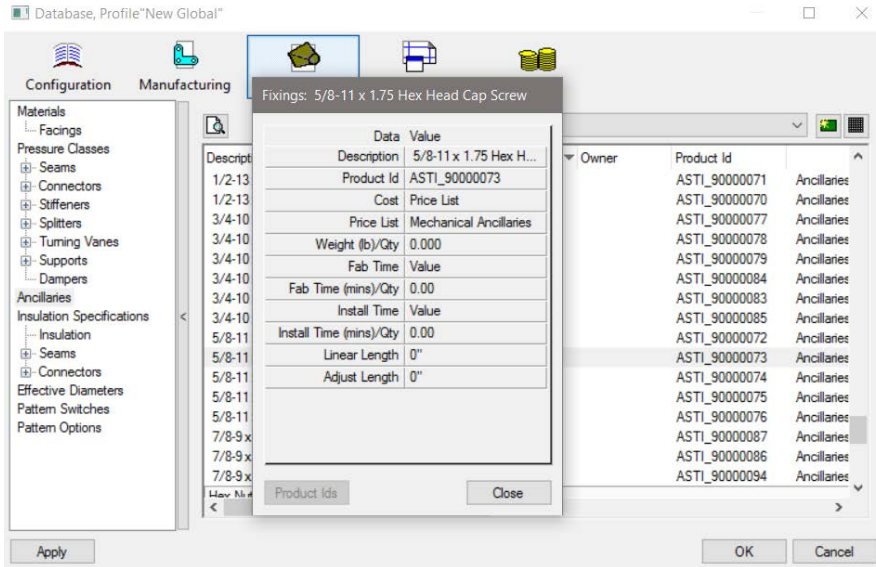 Database, Profile"New Global"
Configuration
Manufacturing
Materials
Facings
Pressure Classes
Seams
Connectors
Stiffeners
Splitters
Turning Vanes
Supports
Dampers
Ancillaries
Insulation Specifications
Insulation
Seams
Connectors
Effective Diameters
Pattern Switches
Pattern Options
<
Fixings: 5/8-11 x 1.75 Hex Head Cap Screw
Data Value
Description 5/8-11 x 1.75 Hex H...
Product Id ASTI_90000073
Cost Price List
Price List Mechanical Ancillaries
Weight (lb)/Qty 0.000
Fab Time Value
Fab Time (mins)/Qty 0.00
Install Time Value
Install Time (mins)/Qty 0.00
Linear Length 0"
Adjust Length 0"
Product Ids
Close
Descript Owner Product Id
1/2-13 ASTI_90000071 Ancillaries
1/2-13 ASTI_90000070 Ancillaries
3/4-10 ASTI_90000077 Ancillaries
3/4-10 ASTI_90000078 Ancillaries
3/4-10 ASTI_90000079 Ancillaries
3/4-10 ASTI_90000084 Ancillaries
3/4-10 ASTI_90000083 Ancillaries
3/4-10 ASTI_90000085 Ancillaries
5/8-11 ASTI_90000072 Ancillaries
5/8-11 ASTI_90000073 Ancillaries
5/8-11 ASTI_90000074 Ancillaries
5/8-11 ASTI_90000075 Ancillaries
5/8-11 ASTI_90000076 Ancillaries
7/8-9 x ASTI_90000087 Ancillaries
7/8-9 x ASTI_90000086 Ancillaries
7/8-9 x ASTI_90000094 Ancillaries
Hex Nut
Apply
OK
Cancel